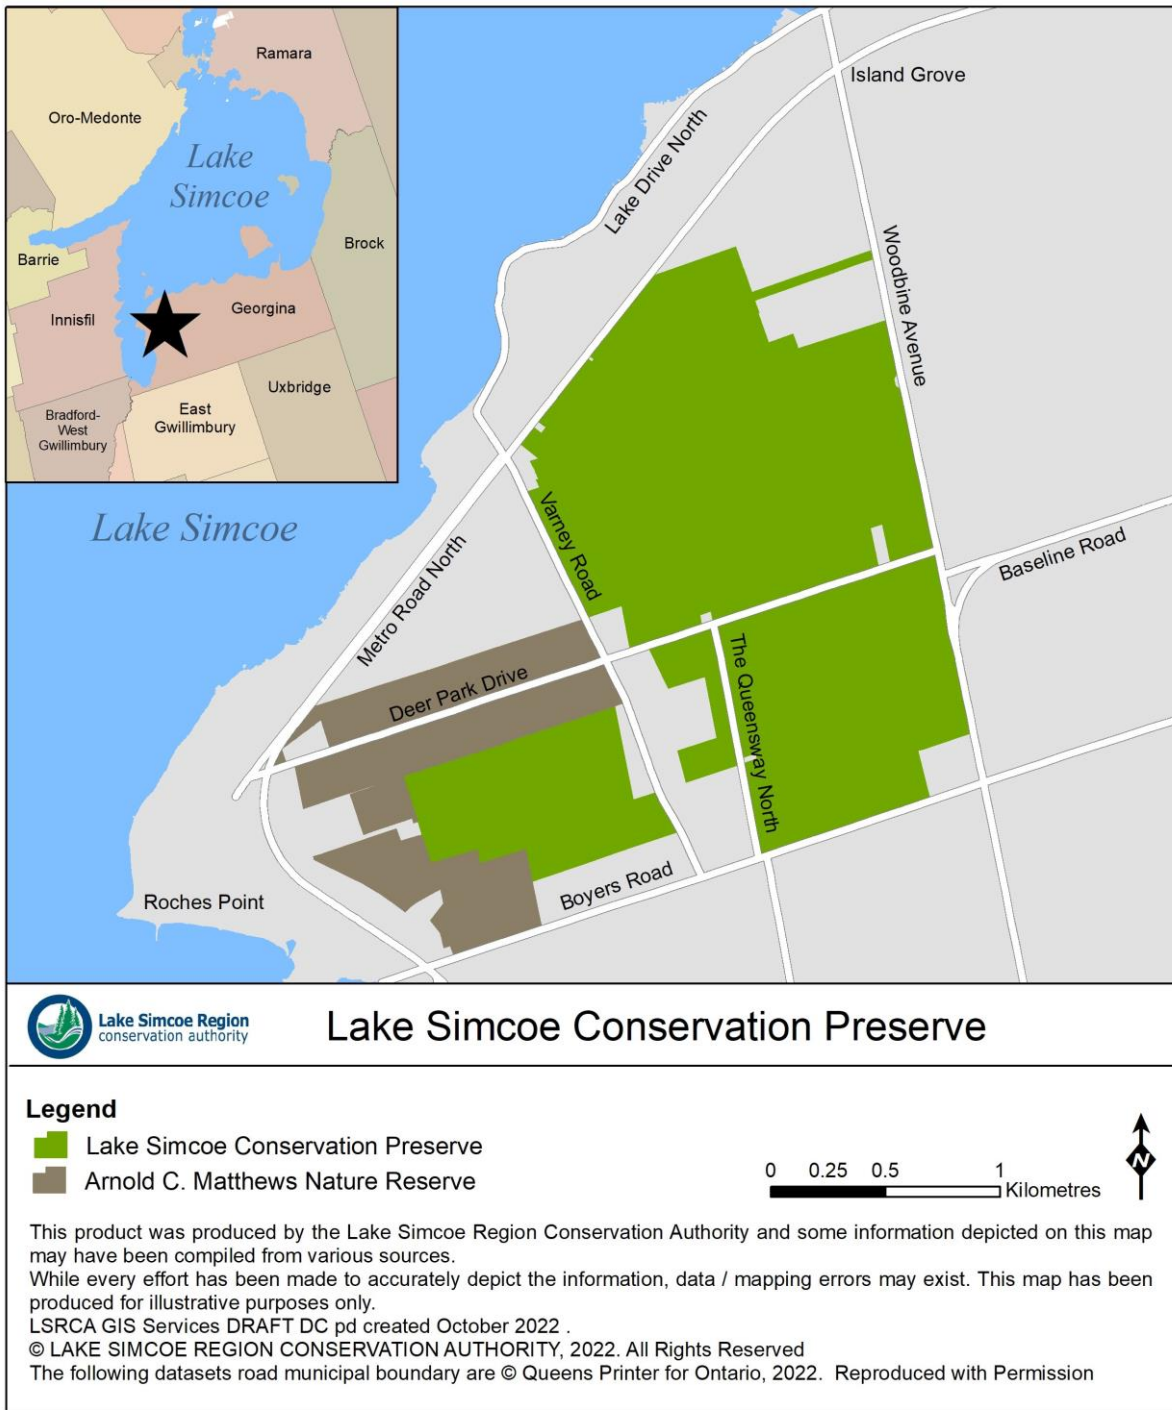 Ramara
Oro-Medonte
Lake
Simcoe
Barrie
Brock
Innisfil
Georgina
Uxbridge
Bradford-
West
Gwillimbury
East
Gwillimbury
Island Grove
Lake Drive North
Woodbine Avenue
Lake Simcoe
Metro Road North
Varney Road
Baseline Road
Deer Park Drive
The Queensway North
Roches Point
Boyers Road
Lake Simcoe Region
conservation authority
Lake Simcoe Conservation Preserve
Legend
Lake Simcoe Conservation Preserve
Arnold C. Matthews Nature Reserve
0 0.25 0.5 1
Kilometres
N
This product was produced by the Lake Simcoe Region Conservation Authority and some information depicted on this map
may have been compiled from various sources.
While every effort has been made to accurately depict the information, data / mapping errors may exist. This map has been
produced for illustrative purposes only.
LSRCA GIS Services DRAFT DC pd created October 2022 .
© LAKE SIMCOE REGION CONSERVATION AUTHORITY, 2022. All Rights Reserved
The following datasets road municipal boundary are © Queens Printer for Ontario, 2022. Reproduced with Permission